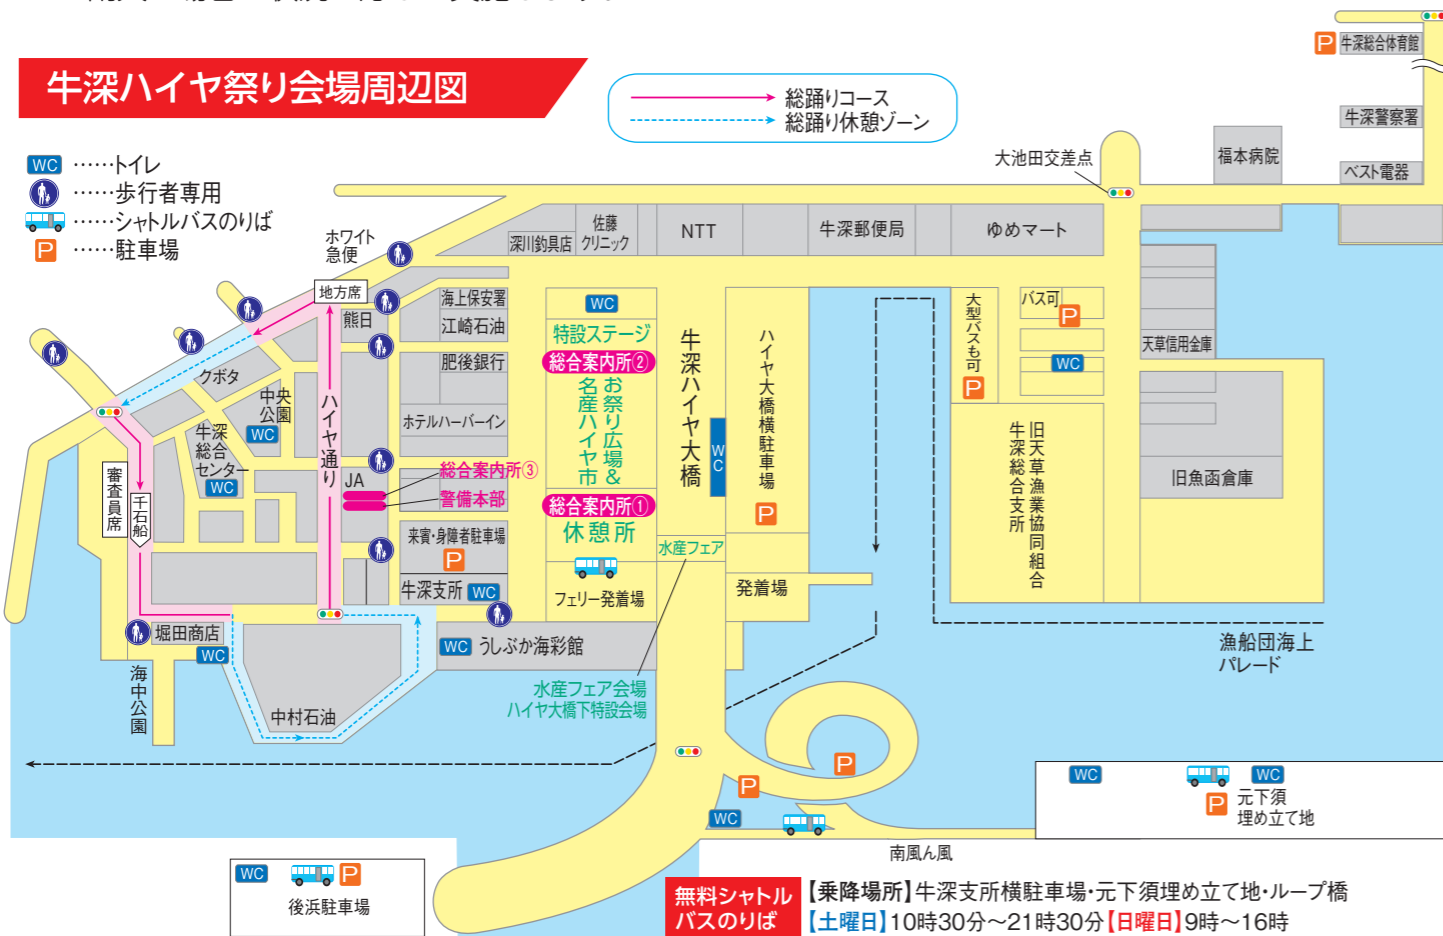 牛深ハイヤ祭り会場周辺図
総踊りコース
総踊り休憩ゾーン
WC ……トイレ
……歩行者専用
……シャトルバスのりば
P ……駐車場
P 牛深総合体育館
牛深警察署
ベスト電器
福本病院
大池田交差点
ホワイト
急便
深川釣具店
佐藤
クリニック
NTT
牛深郵便局
ゆめマート
地方席
熊日
海上保安署
江崎石油
肥後銀行
ホテルハーバーイン
WC
特設ステージ
総合案内所②
お祭り広場&
名産ハイヤ市
総合案内所①
休憩所
フェリー発着場
牛深ハイヤ大橋
WC
ハイヤ大橋横駐車場
P
水産フェア
発着場
大型バスも可
P
バス可
P
WC
天草信用金庫
旧天草漁業協同組合
牛深総合支所
旧魚函倉庫
クボタ
中央
公園
WC
牛深
総合
センター
WC
ハイヤ通り
JA
総合案内所③
警備本部
来賓・身障者駐車場
P
牛深支所 WC
審査員席
千石船
堀田商店
WC
海中公園
中村石油
WC うしぶか海彩館
水産フェア会場
ハイヤ大橋下特設会場
漁船団海上
パレード
P
P
WC
南風ん風
WC
WC
P 元下須
埋め立て地
WC P
後浜駐車場
無料シャトル
バスのりば
【乗降場所】牛深支所横駐車場・元下須埋め立て地・ループ橋
【土曜日】10時30分～21時30分【日曜日】9時～16時